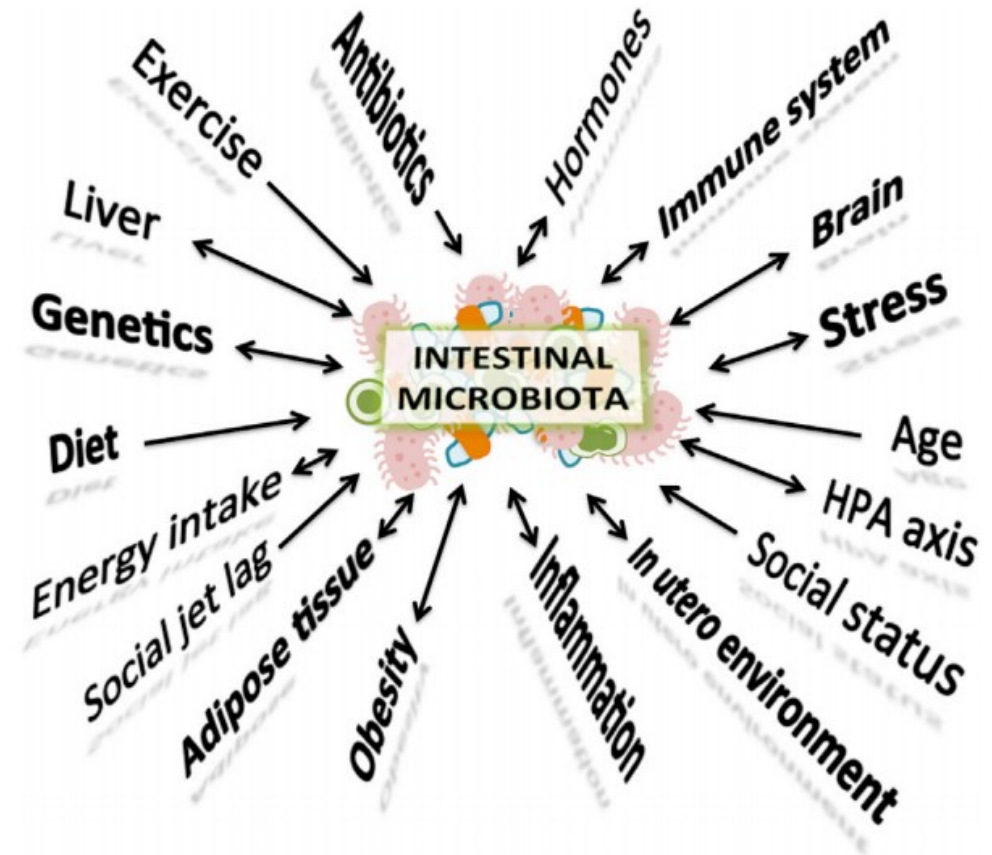 Exercise
Antibiotics
Hormones
Immune system
Liver
Brain
Genetics
Stress
INTESTINAL
MICROBIOTA
Diet
Age
Energy intake
HPA axis
Social jet lag
Social status
Adipose tissue
Obesity
Inflammation
In utero environment